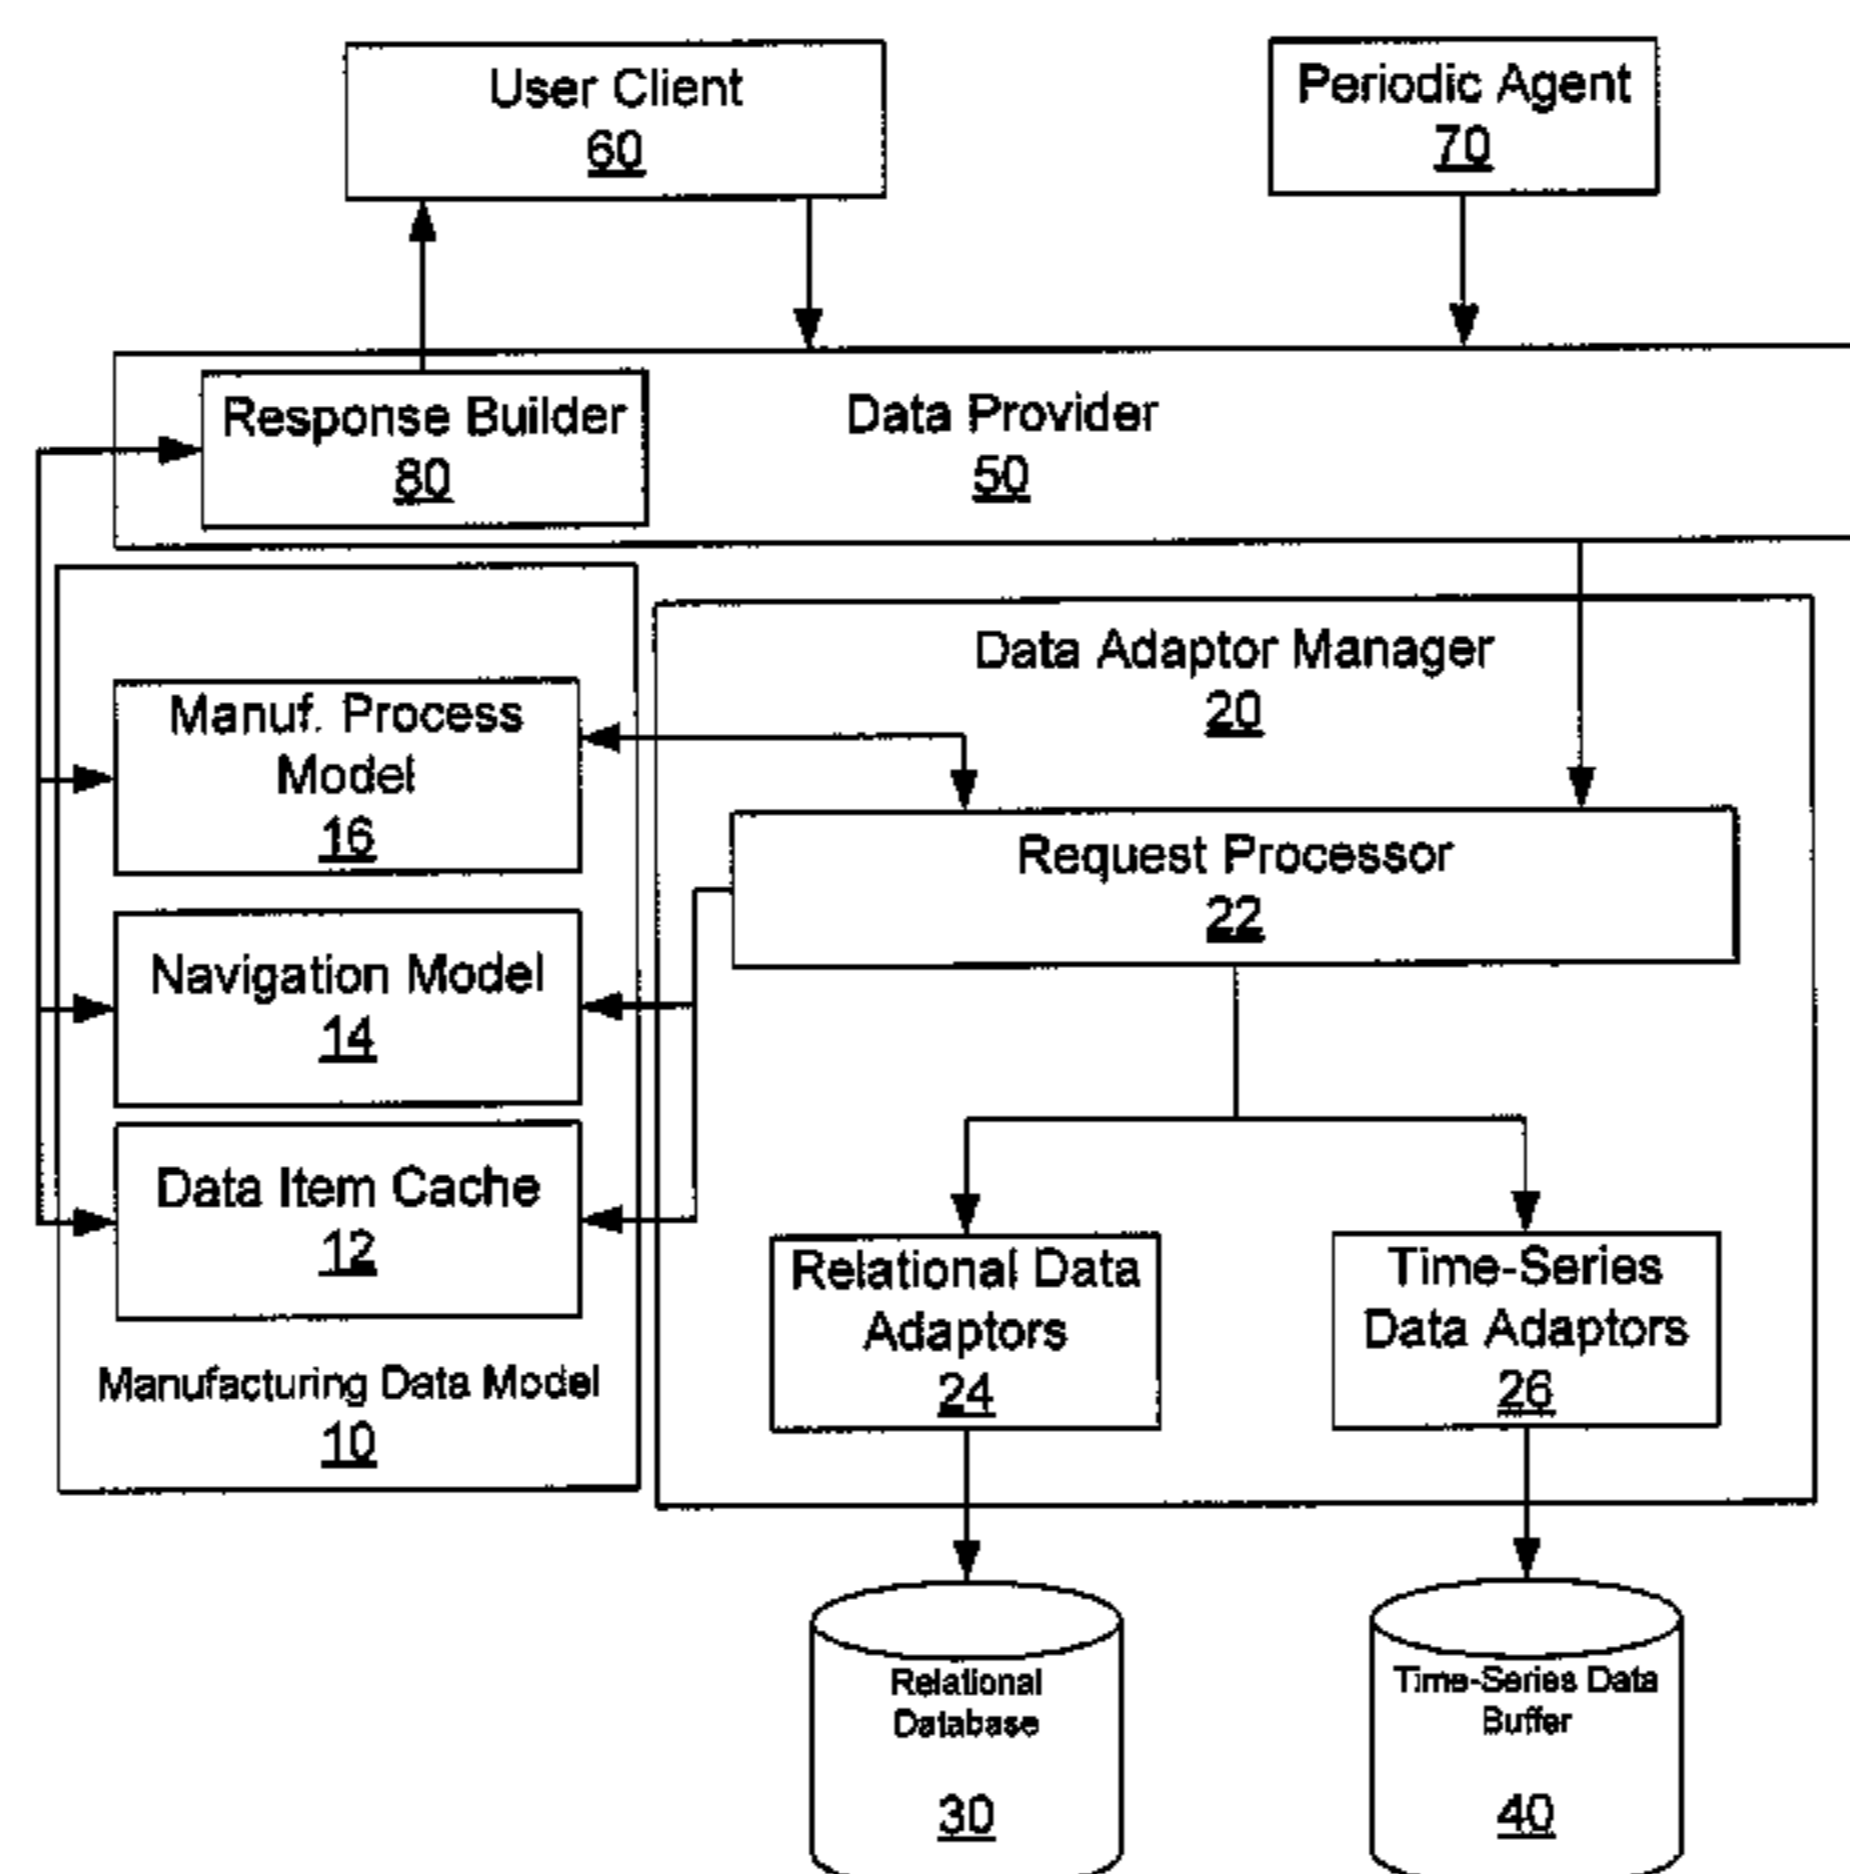 User Client
60
Periodic Agent
70
Response Builder
80
Data Provider
50
Manuf. Process
Model
16
Navigation Model
14
Data Item Cache
12
Manufacturing Data Model
10
Data Adaptor Manager
20
Request Processor
22
Relational Data
Adaptors
24
Time-Series
Data Adaptors
26
Relational
Database
30
Time-Series Data
Buffer
40